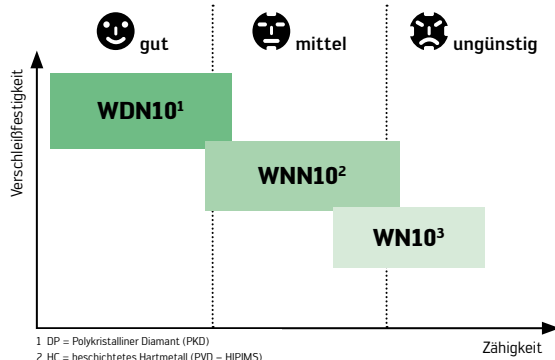 gut
mittel
ungünstig
Verschleißfestigkeit
WDN10¹
WNN10²
WN10³
1 DP = Polykristalliner Diamant (PKD)
Zähigkeit
2 HC = beschichtetes Hartmetall (PVD – HIPIMS)